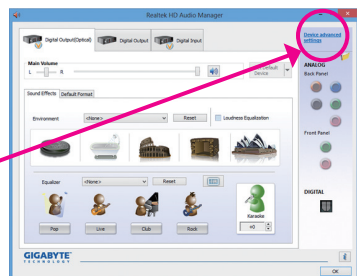 Realtek HD Audio Manager
Digital Output(Optical)
Digital Output
Digital Input
Device advanced
settings
Main Volume
L
R
Default
Device
ANALOG
Back Panel
Sound Effects
Default Format
Environment
<None>
Reset
Loudness Equalization
Front Panel
Equalizer
<None>
Reset
Pop
Live
Club
Rock
Karaoke
+0
DIGITAL
GIGABYTE
TECHNOLOGY
OK